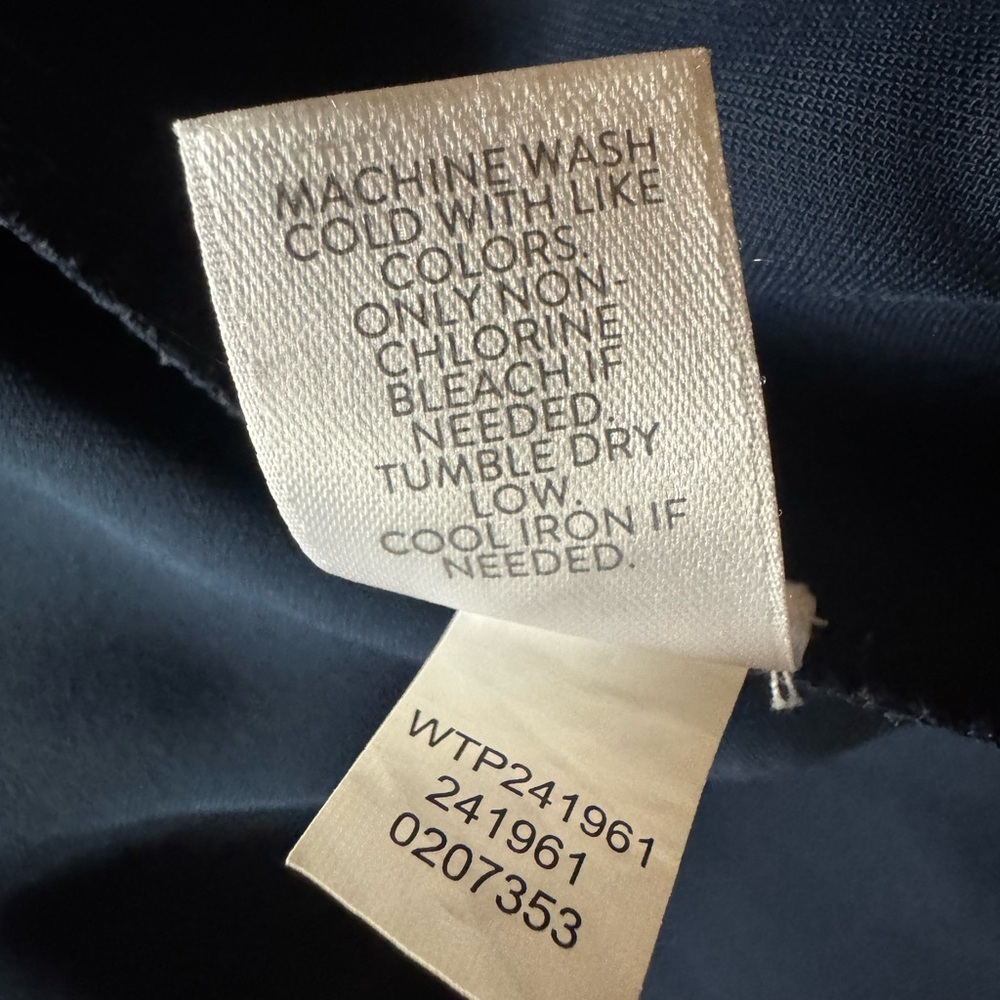 MACHINE WASH
COLD WITH LIKE
COLORS.
ONLY NON-
CHLORINE
BLEACH IF
NEEDED.
TUMBLE DRY
LOW.
COOL IRON IF
NEEDED.
WTP241961
241961
0207353